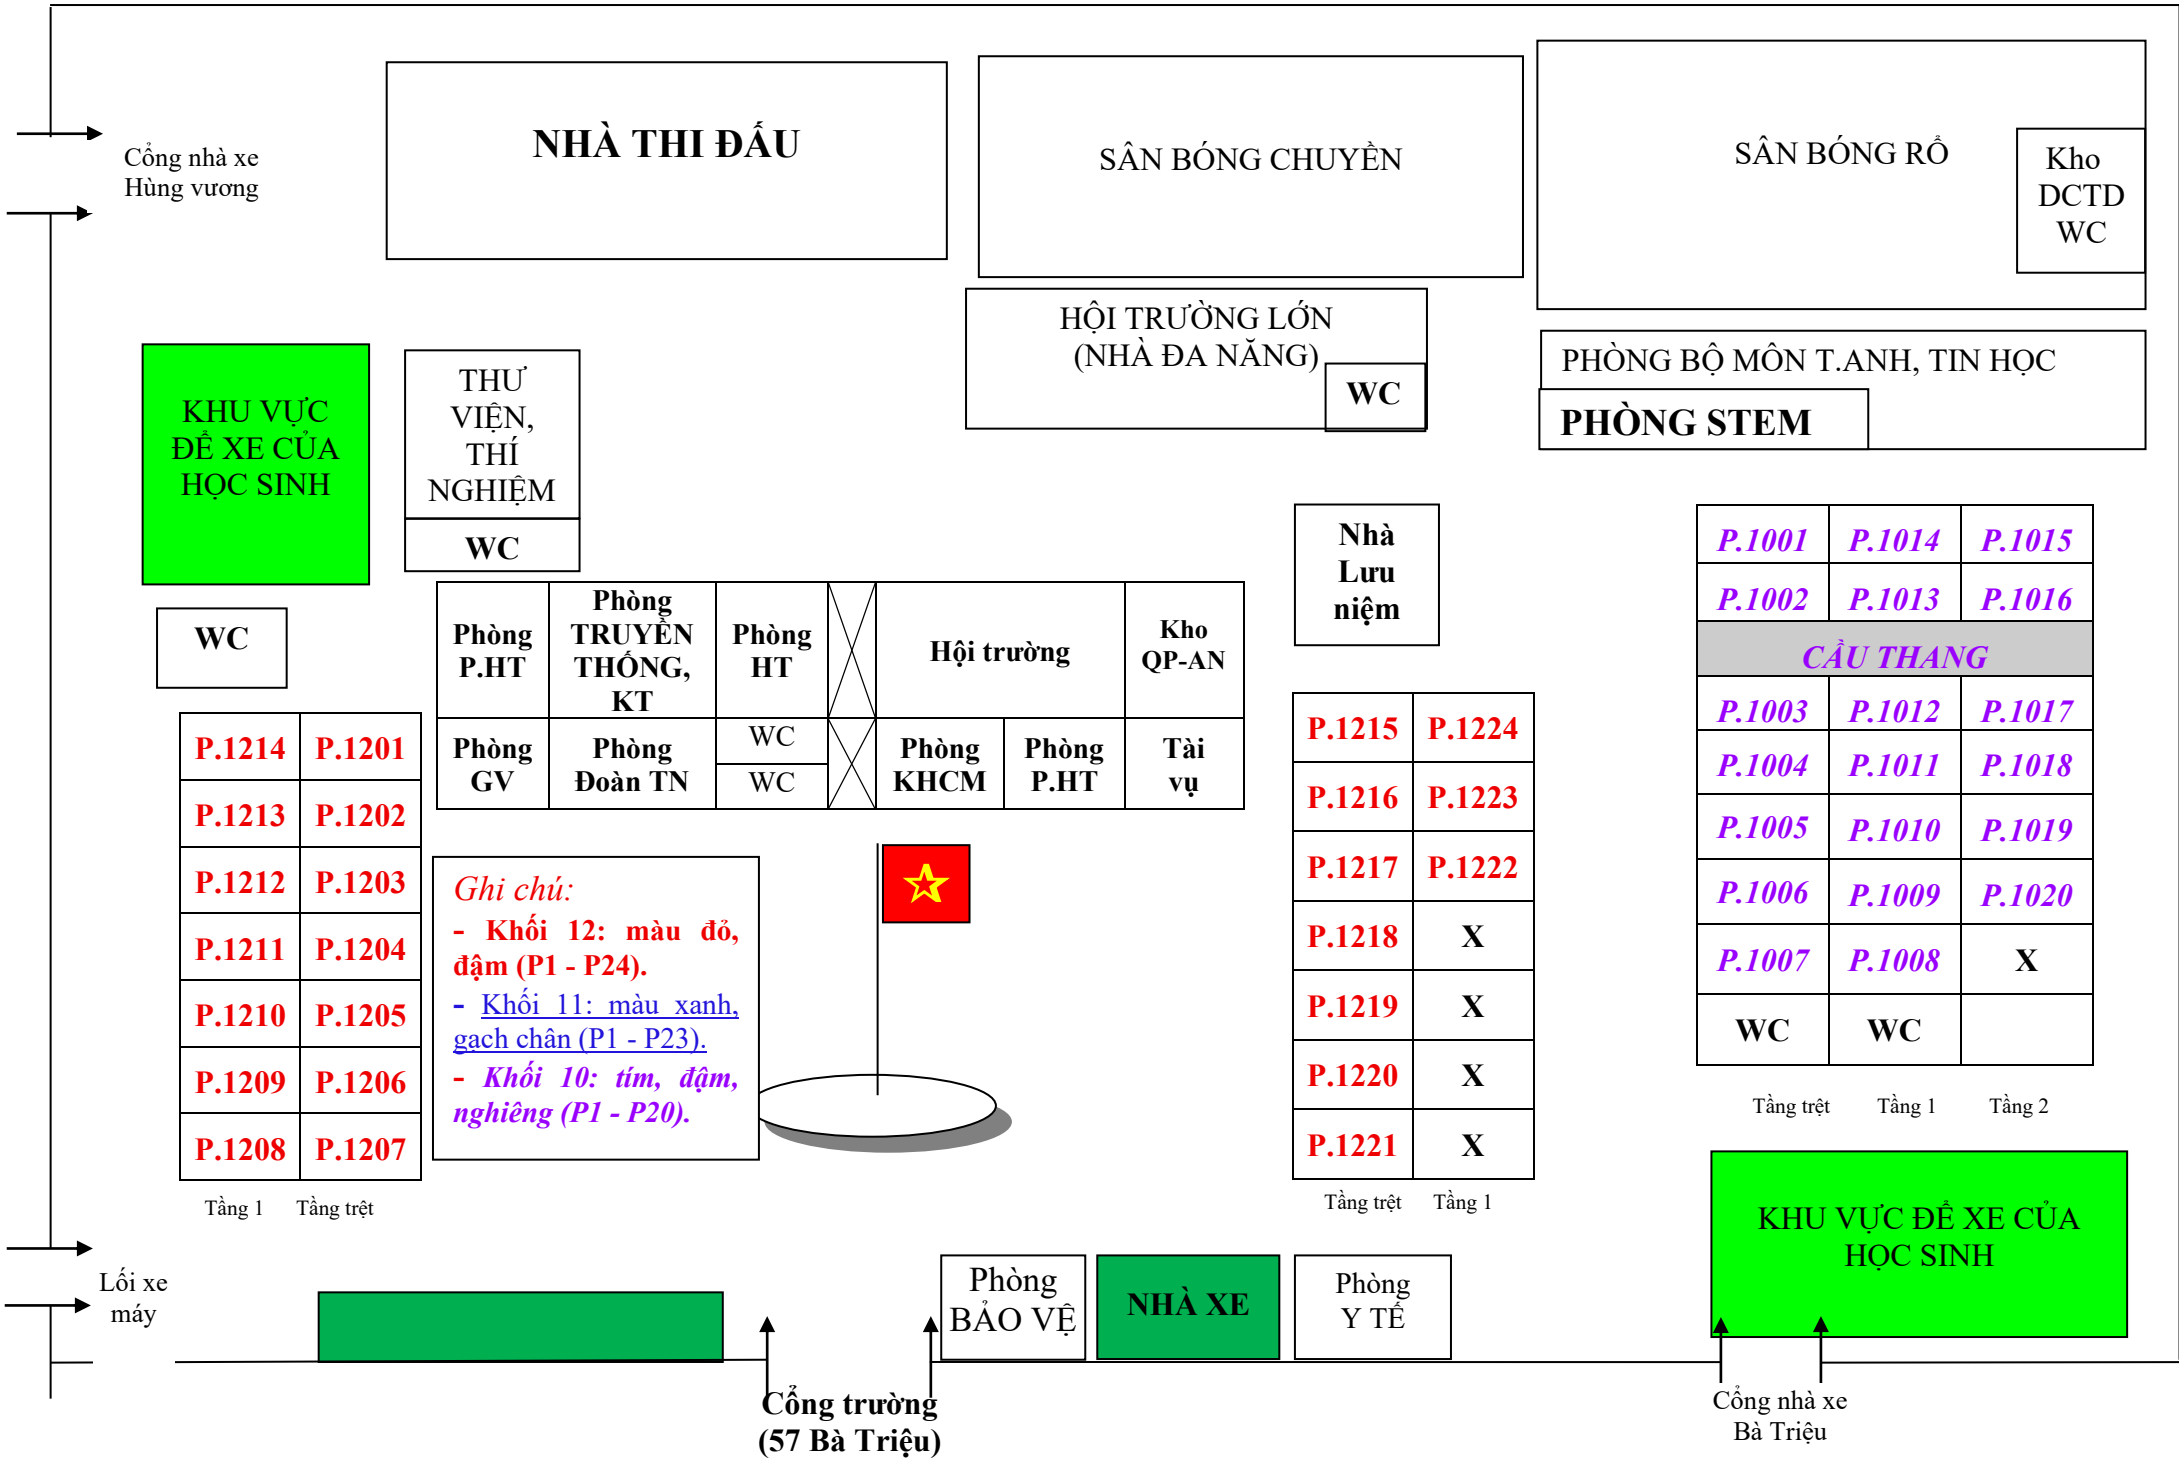 NHÀ THI ĐẤU
SÂN BÓNG CHUYỀN
SÂN BÓNG RỔ
Kho
DCTD
WC
Cổng nhà xe
Hùng vương
HỘI TRƯỜNG LỚN
(NHÀ ĐA NĂNG)
WC
PHÒNG BỘ MÔN T.ANH, TIN HỌC
PHÒNG STEM
KHU VỰC
ĐỂ XE CỦA
HỌC SINH
THƯ
VIỆN,
THÍ
NGHIỆM
WC
WC
Phòng
P.HT
Phòng
TRUYỀN
THỐNG,
KT
Phòng
HT
Hội trường
Kho
QP-AN
Phòng
GV
Phòng
Đoàn TN
WC
WC
Phòng
KHCM
Phòng
P.HT
Tài
vụ
Nhà
Lưu
niệm
P.1001 P.1014 P.1015
P.1002 P.1013 P.1016
CẦU THANG
P.1003 P.1012 P.1017
P.1004 P.1011 P.1018
P.1005 P.1010 P.1019
P.1006 P.1009 P.1020
P.1007 P.1008 X
WC WC
Tầng trệt Tầng 1 Tầng 2
P.1214 P.1201
P.1213 P.1202
P.1212 P.1203
P.1211 P.1204
P.1210 P.1205
P.1209 P.1206
P.1208 P.1207
Tầng 1 Tầng trệt
Ghi chú:
- Khối 12: màu đỏ,
đậm (P1 - P24).
- Khối 11: màu xanh,
gạch chân (P1 - P23).
- Khối 10: tím, đậm,
nghiêng (P1 - P20).
P.1215 P.1224
P.1216 P.1223
P.1217 P.1222
P.1218 X
P.1219 X
P.1220 X
P.1221 X
Tầng trệt Tầng 1
KHU VỰC ĐỂ XE CỦA
HỌC SINH
Lối xe
máy
Phòng
BẢO VỆ
NHÀ XE
Phòng
Y TẾ
Cổng trường
(57 Bà Triệu)
Cổng nhà xe
Bà Triệu